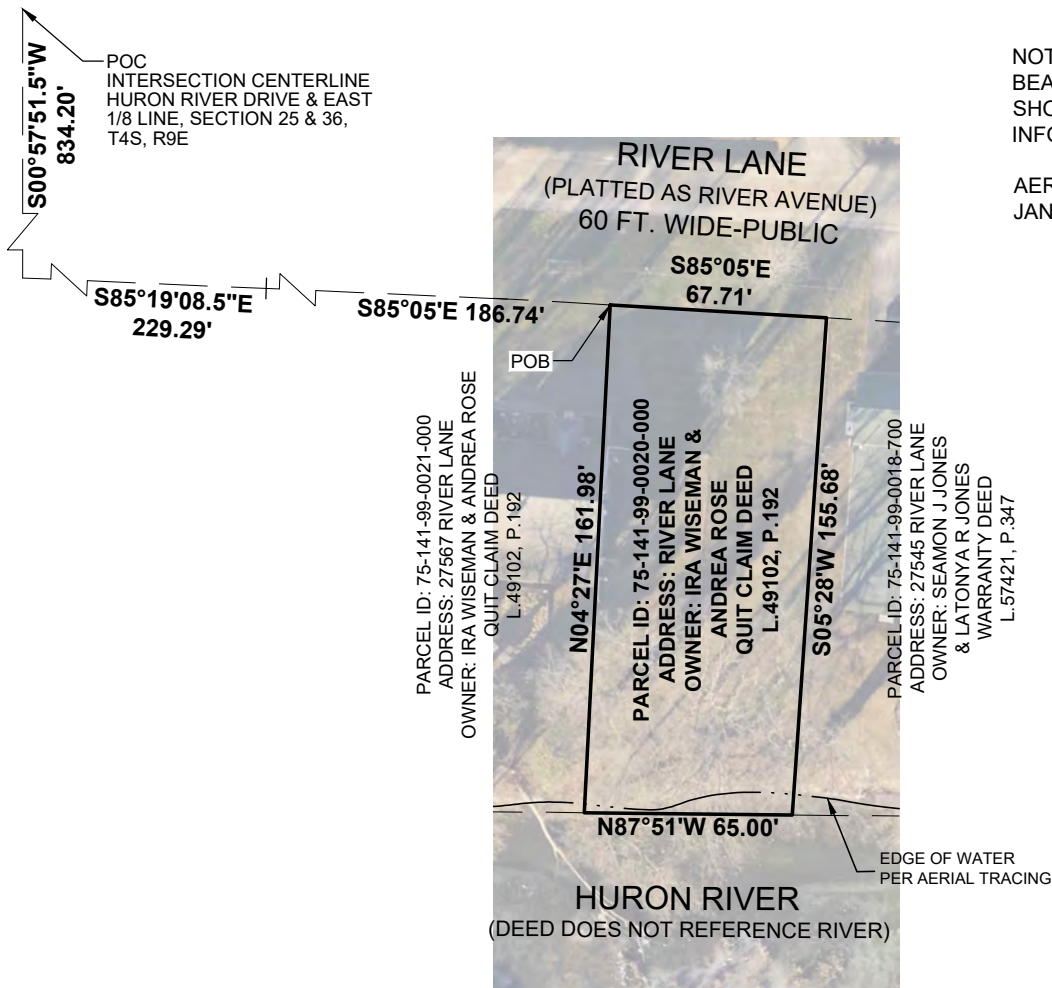 S00°57'51.5"W
834.20'
POC
INTERSECTION CENTERLINE
HURON RIVER DRIVE & EAST
1/8 LINE, SECTION 25 & 36,
T4S, R9E
NOT
BEA
SHO
INFO
AER
JAN
RIVER LANE
(PLATTED AS RIVER AVENUE)
60 FT. WIDE-PUBLIC
S85°05'E
67.71'
S85°19'08.5"E
229.29'
S85°05'E 186.74'
POB
PARCEL ID: 75-141-99-0021-000
ADDRESS: 27567 RIVER LANE
OWNER: IRA WISEMAN & ANDREA ROSE
QUIT CLAIM DEED
L.49102, P.192
N04°27'E 161.98'
PARCEL ID: 75-141-99-0020-000
ADDRESS: RIVER LANE
OWNER: IRA WISEMAN &
ANDREA ROSE
QUIT CLAIM DEED
L.49102, P.192
S05°28'W 155.68'
PARCEL ID: 75-141-99-0018-700
ADDRESS: 27545 RIVER LANE
OWNER: SEAMON J JONES
& LATONYA R JONES
WARRANTY DEED
L.57421, P.347
N87°51'W 65.00'
EDGE OF WATER
PER AERIAL TRACING
HURON RIVER
(DEED DOES NOT REFERENCE RIVER)